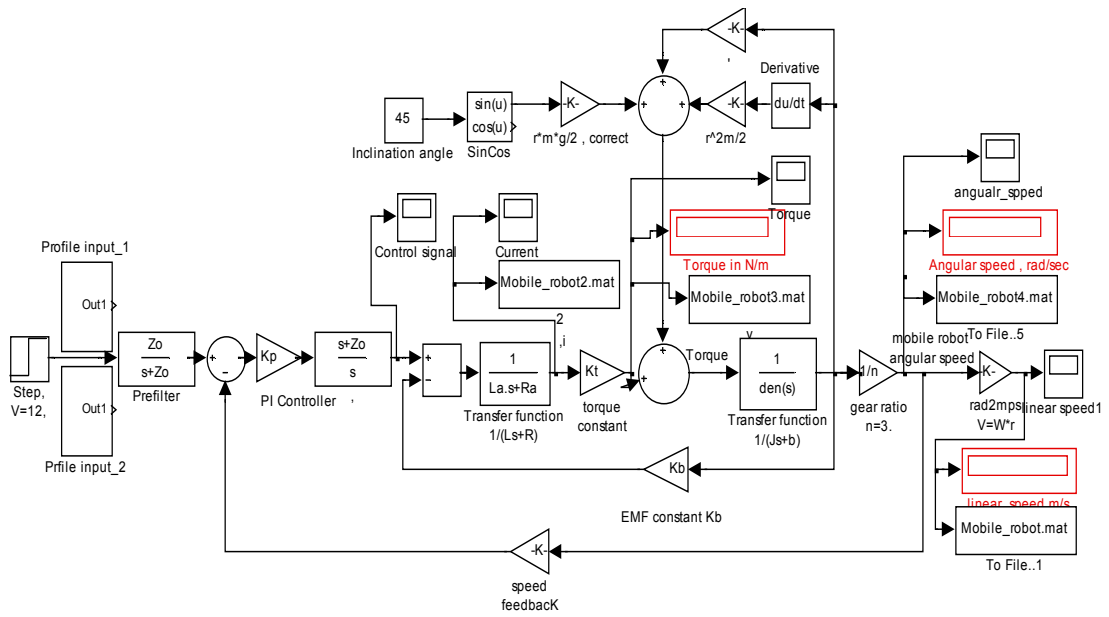 -K-
,
Derivative
du/dt
-K-
r^2m/2
45
Inclination angle
sin(u)
cos(u)
SinCos
-K-
r*m*g/2 , correct
+
+
+
Torque
angualr_spped
Control signal
Current
Torque in N/m
Angular speed , rad/sec
Mobile_robot2.mat
2
Mobile_robot3.mat
Mobile_robot4.mat
To File..5
Profile input_1
Out1
Step,
V=12,
Zo
s+Zo
Prefilter
+
-
Kp
s+Zo
s
PI Controller
,
+
-
1
La.s+Ra
Transfer function
1/(Ls+R)
,i
Kt
torque
constant
+
+
Torque
1
den(s)
Transfer function
1/(Js+b)
1/n
gear ratio
n=3.
mobile robot
angular speed
K-
rad2mps
V=W*r
linear speed1
Out1
Prfile input_2
Kb
EMF constant Kb
linear_speed m/s
Mobile_robot.mat
To File..1
-K-
speed
feedbacK